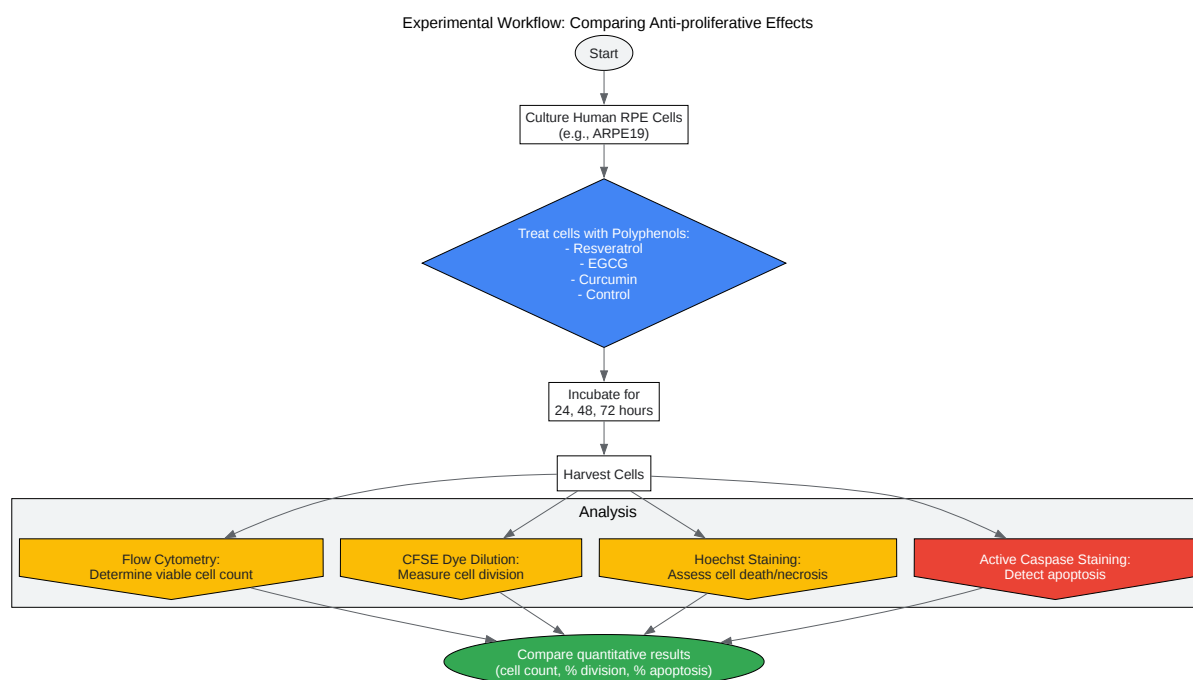 Experimental Workflow: Comparing Anti-proliferative Effects
Start
Culture Human RPE Cells
(e.g., ARPE19)
Treat cells with Polyphenols:
- Resveratrol
- EGCG
- Curcumin
- Control
Incubate for
24, 48, 72 hours
Harvest Cells
Analysis
Flow Cytometry:
Determine viable cell count
CFSE Dye Dilution:
Measure cell division
Hoechst Staining:
Assess cell death/necrosis
Active Caspase Staining:
Detect apoptosis
Compare quantitative results
(cell count, % division, % apoptosis)